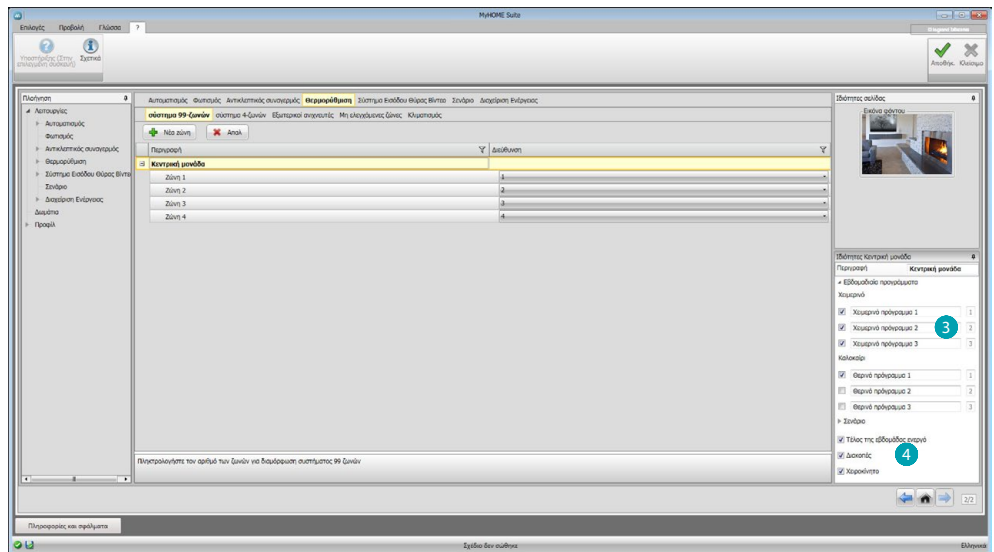 MyHOME Suite
Επιλογές Προβολή Γλώσσα ?
Υποστήριξης (Στην επιλεγμένη συσκευή)
Σχετικά
Αποθήκ. Κλείσιμο
Πλοήγηση
Λειτουργίες
Αυτοματισμός
Φωτισμός
Αντικλεπτικός συναγερμός
Θερμορύθμιση
Σύστημα Εισόδου Θύρας Βίντεο
Σενάριο
Διαχείριση Ενέργειας
Δωμάτια
Προφίλ
Αυτοματισμός Φωτισμός Αντικλεπτικός συναγερμός Θερμορύθμιση Σύστημα Εισόδου Θύρας Βίντεο Σενάριο Διαχείριση Ενέργειας
σύστημα 99-ζωνών σύστημα 4-ζωνών Εξωτερικοί ανιχνευτές Μη ελεγχόμενες ζώνες Κλιματισμός
Νέα ζώνη Απαλ
Περιγραφή Διεύθυνση
Κεντρική μονάδα
Ζώνη 1 1
Ζώνη 2 2
Ζώνη 3 3
Ζώνη 4 4
Πληκτρολογήστε τον αριθμό των ζωνών για διαμόρφωση συστήματος 99 ζωνών
Ιδιότητες σελίδας
Εικόνα φόντου
Ιδιότητες Κεντρική μονάδα
Περιγραφή Κεντρική μονάδα
Εβδομαδιαία προγράμματα
Χειμερινό
Χειμερινό πρόγραμμα 1 1
Χειμερινό πρόγραμμα 2 3 2
Χειμερινό πρόγραμμα 3 3
Καλοκαίρι
Θερινό πρόγραμμα 1 1
Θερινό πρόγραμμα 2 2
Θερινό πρόγραμμα 3 3
Σενάριο
Τέλος της εβδομάδας ενεργό
Διακοπές 4
Χειροκίνητο
2/2
Πληροφορίες και σφάλματα
Σχέδιο δεν σώθηκε Ελληνικά